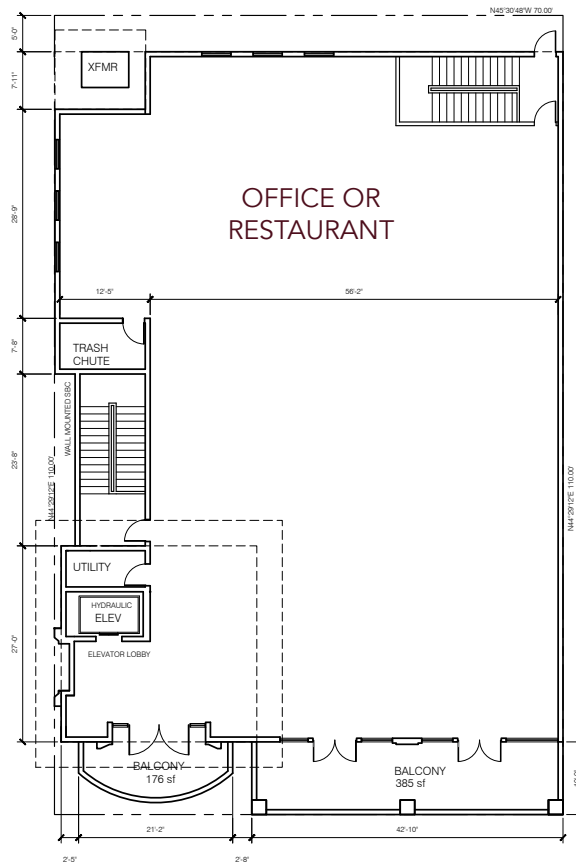 N45°30'48"W 70.00'
5'-0"
XFMR
7'-11"
OFFICE OR
RESTAURANT
28'-9"
12'-5"
56'-2"
TRASH
CHUTE
7'-8"
WALL MOUNTED SBC
23'-8"
N44°29'12"E 110.00'
N44°29'12"E 110.00'
UTILITY
HYDRAULIC
ELEV
ELEVATOR LOBBY
27'-0"
BALCONY
176 sf
BALCONY
385 sf
21'-2"
42'-10"
2'-5"
2'-8"